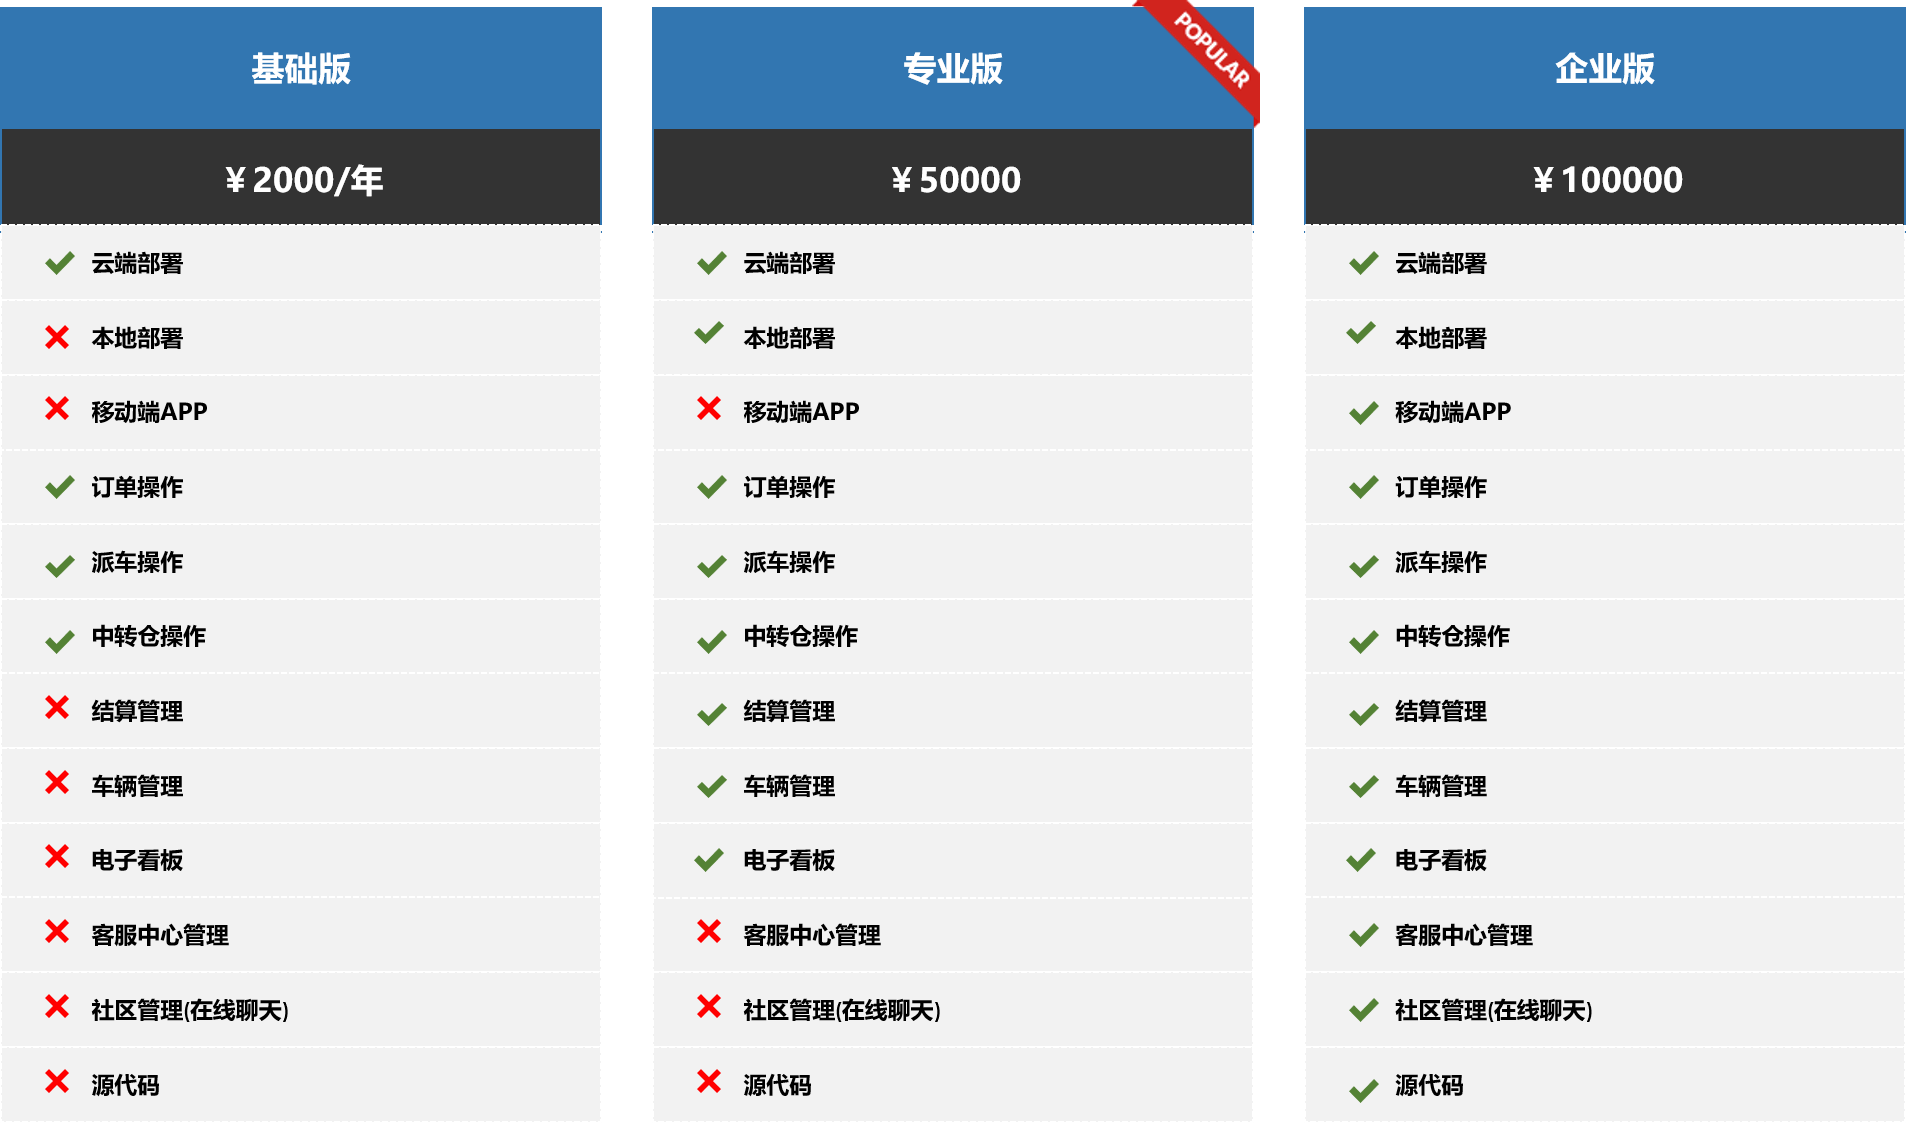 基础版
¥2000/年
云端部署
本地部署
移动端APP
订单操作
派车操作
中转仓操作
结算管理
车辆管理
电子看板
客服中心管理
社区管理(在线聊天)
源代码
专业版
POPULAR
¥50000
云端部署
本地部署
移动端APP
订单操作
派车操作
中转仓操作
结算管理
车辆管理
电子看板
客服中心管理
社区管理(在线聊天)
源代码
企业版
¥100000
云端部署
本地部署
移动端APP
订单操作
派车操作
中转仓操作
结算管理
车辆管理
电子看板
客服中心管理
社区管理(在线聊天)
源代码